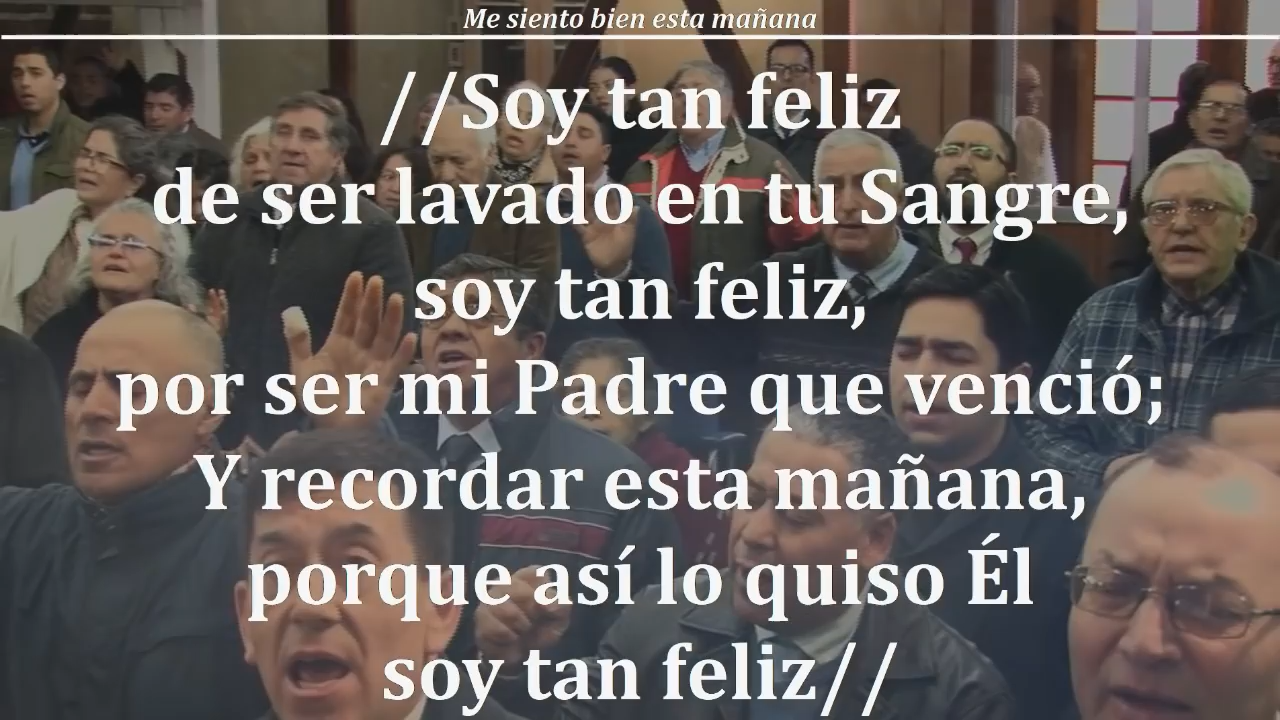 Me siento bien esta mañana
//Soy tan feliz
de ser lavado en tu Sangre,
soy tan feliz,
por ser mi Padre que venció;
Y recordar esta mañana,
porque así lo quiso Él
soy tan feliz//